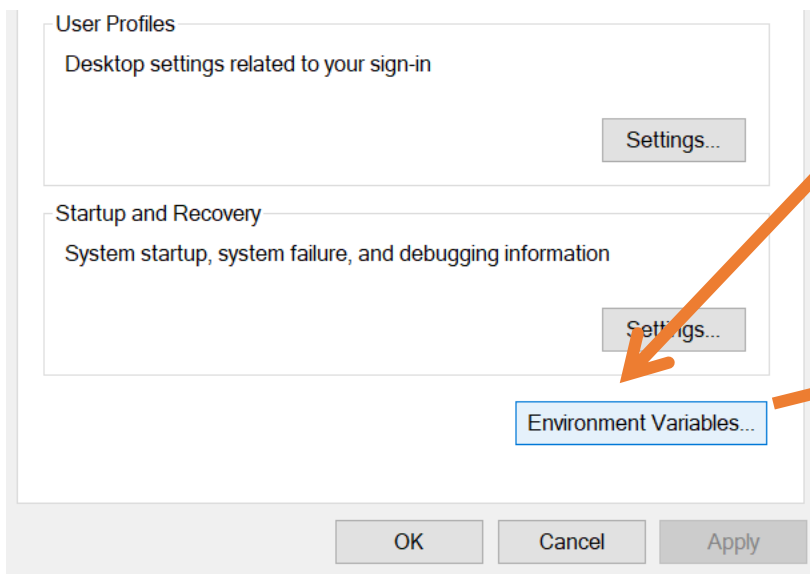 User Profiles
Desktop settings related to your sign-in
Settings...
Startup and Recovery
System startup, system failure, and debugging information
Settings...
Environment Variables...
OK
Cancel
Apply